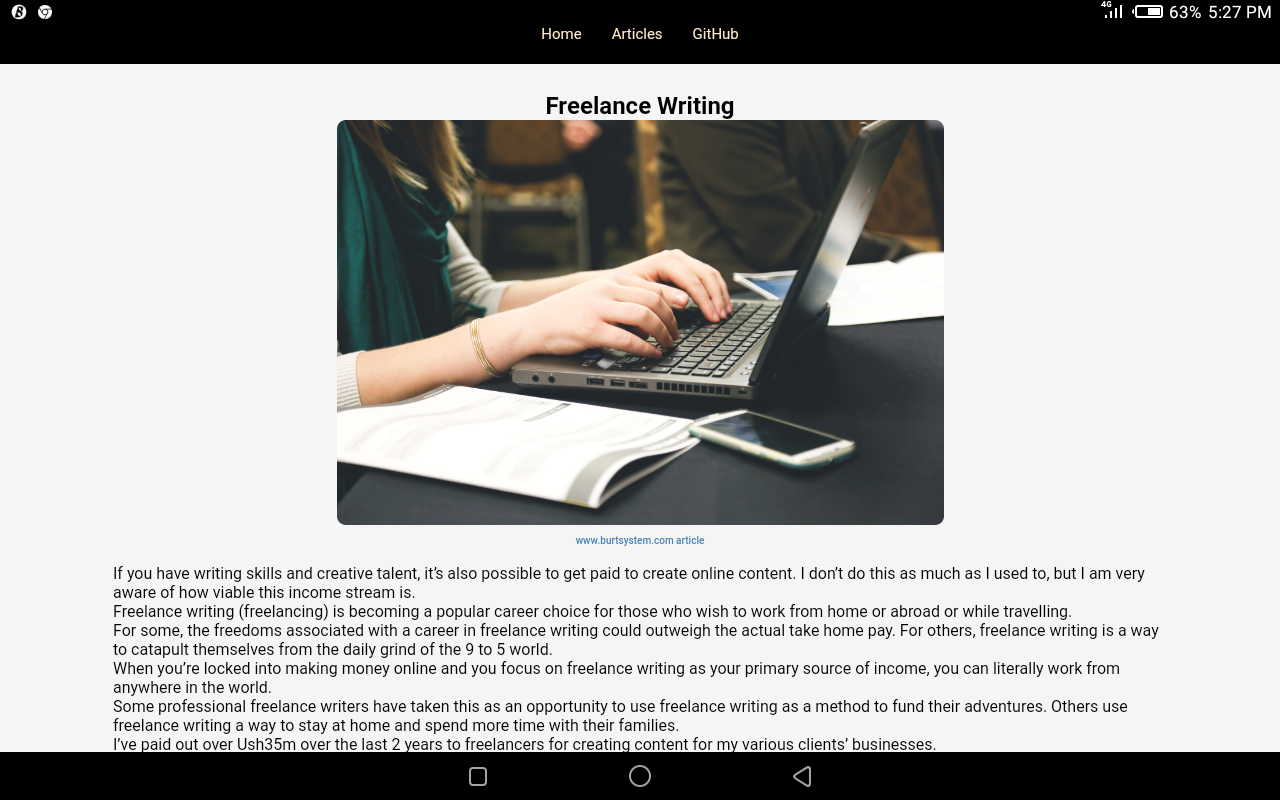 4G 63% 5:27 PM
Home Articles GitHub
Freelance Writing
www.burtsystem.com article
If you have writing skills and creative talent, it’s also possible to get paid to create online content. I don’t do this as much as I used to, but I am very
aware of how viable this income stream is.
Freelance writing (freelancing) is becoming a popular career choice for those who wish to work from home or abroad or while travelling.
For some, the freedoms associated with a career in freelance writing could outweigh the actual take home pay. For others, freelance writing is a way
to catapult themselves from the daily grind of the 9 to 5 world.
When you’re locked into making money online and you focus on freelance writing as your primary source of income, you can literally work from
anywhere in the world.
Some professional freelance writers have taken this as an opportunity to use freelance writing as a method to fund their adventures. Others use
freelance writing a way to stay at home and spend more time with their families.
I’ve paid out over Ush35m over the last 2 years to freelancers for creating content for my various clients’ businesses.